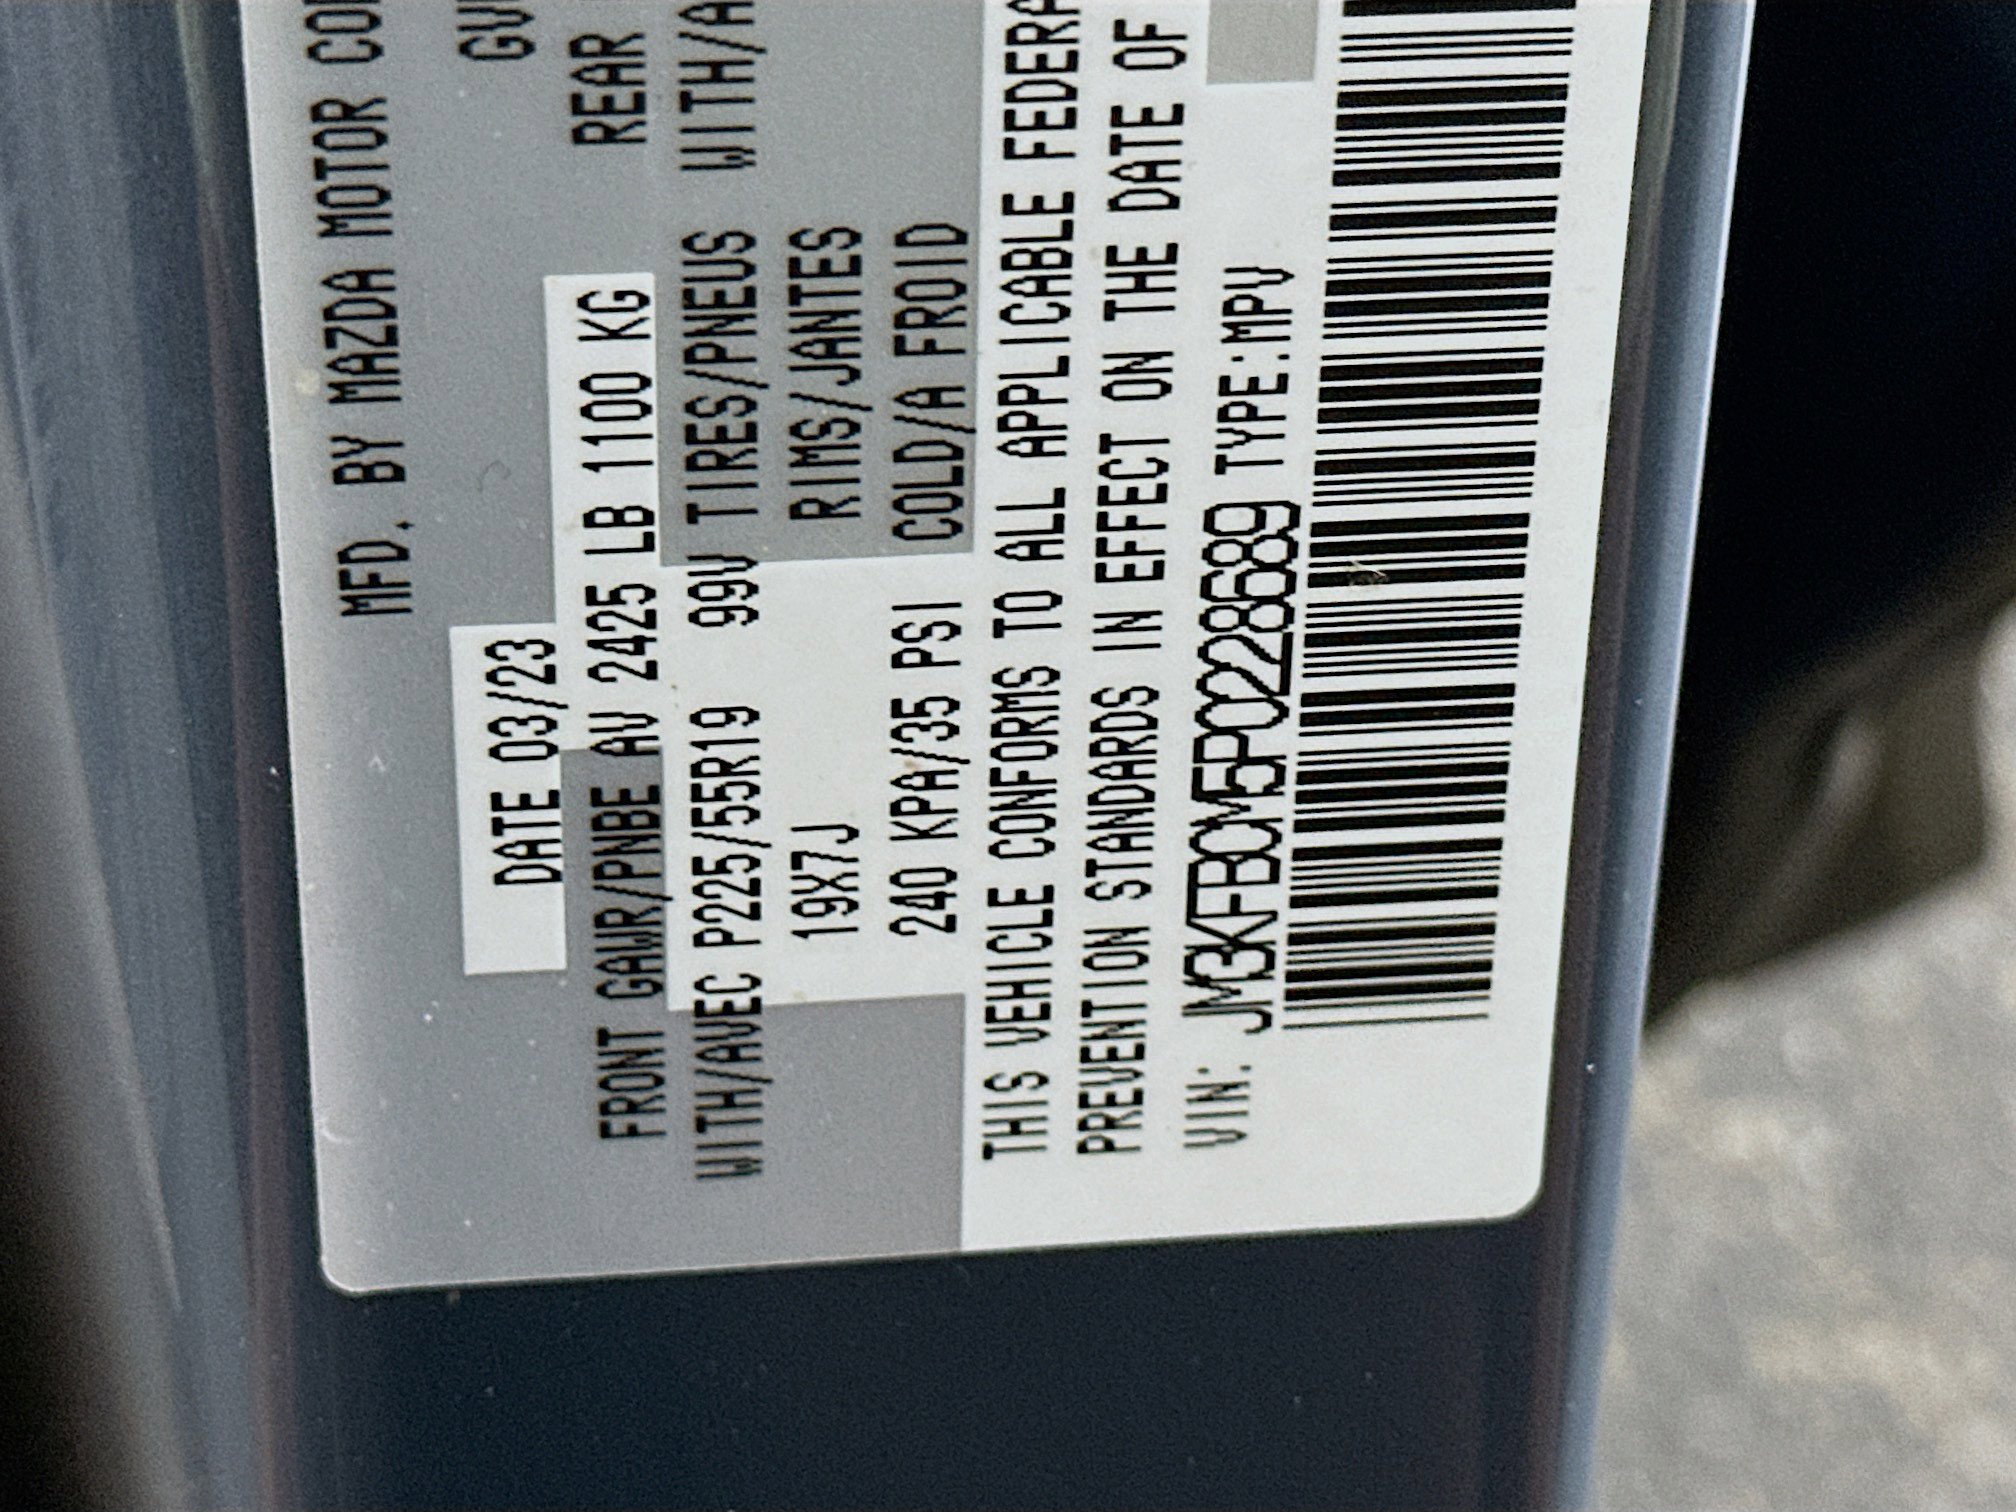 MFD. BY MAZDA MOTOR
DATE 03/23
FRONT GAWR/PNBE AV 2425 LB 1100 KG REAR
WITH/AVEC P225/55R19 99V TIRES/PNEUS WITH/A
19X7J RIMS/JANTES
240 KPA/35 PSI COLD/A FROID
THIS VEHICLE CONFORMS TO ALL APPLICABLE FEDERA
PREVENTION STANDARDS IN EFFECT ON THE DATE OF
VIN: JM3KFBCM5P0228689 TYPE:MPV